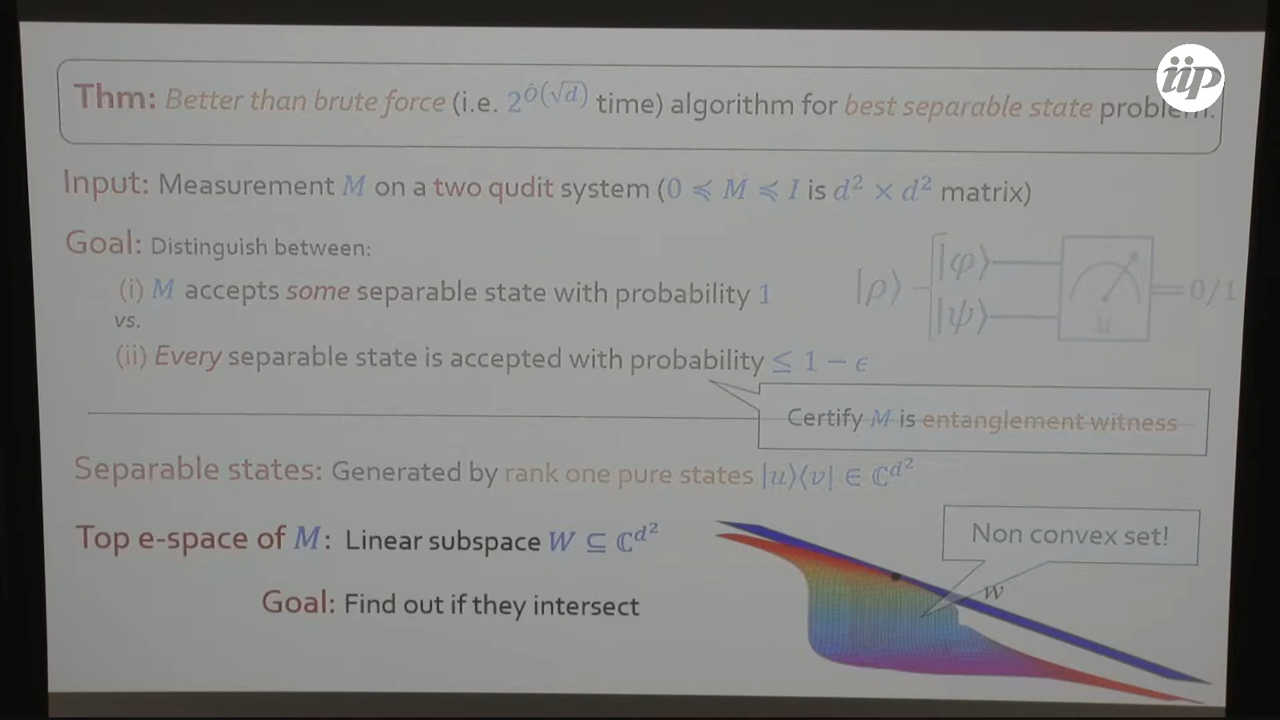 iip
Thm: Better than brute force (i.e. 2^Õ(√d) time) algorithm for best separable state problem.
Input: Measurement M on a two qudit system (0 ≼ M ≼ I is d² × d² matrix)
Goal: Distinguish between:
(i) M accepts some separable state with probability 1
vs.
(ii) Every separable state is accepted with probability ≤ 1 − ϵ
|ρ⟩ |φ⟩ |ψ⟩ M = 0/1
Certify M is entanglement witness
Separable states: Generated by rank one pure states |u⟩⟨v| ∈ ℂ^d²
Top e-space of M: Linear subspace W ⊆ ℂ^d²
Non convex set!
W
Goal: Find out if they intersect